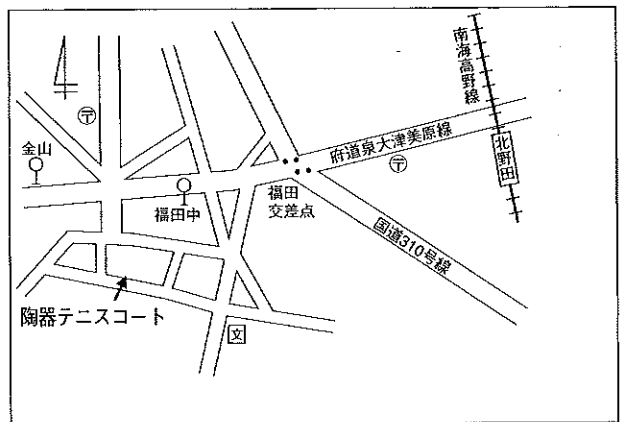 南海高野線
〒
金山
府道泉大津美原線
〒
北野田
福田中
福田
交差点
国道310号線
陶器テニスコート
文